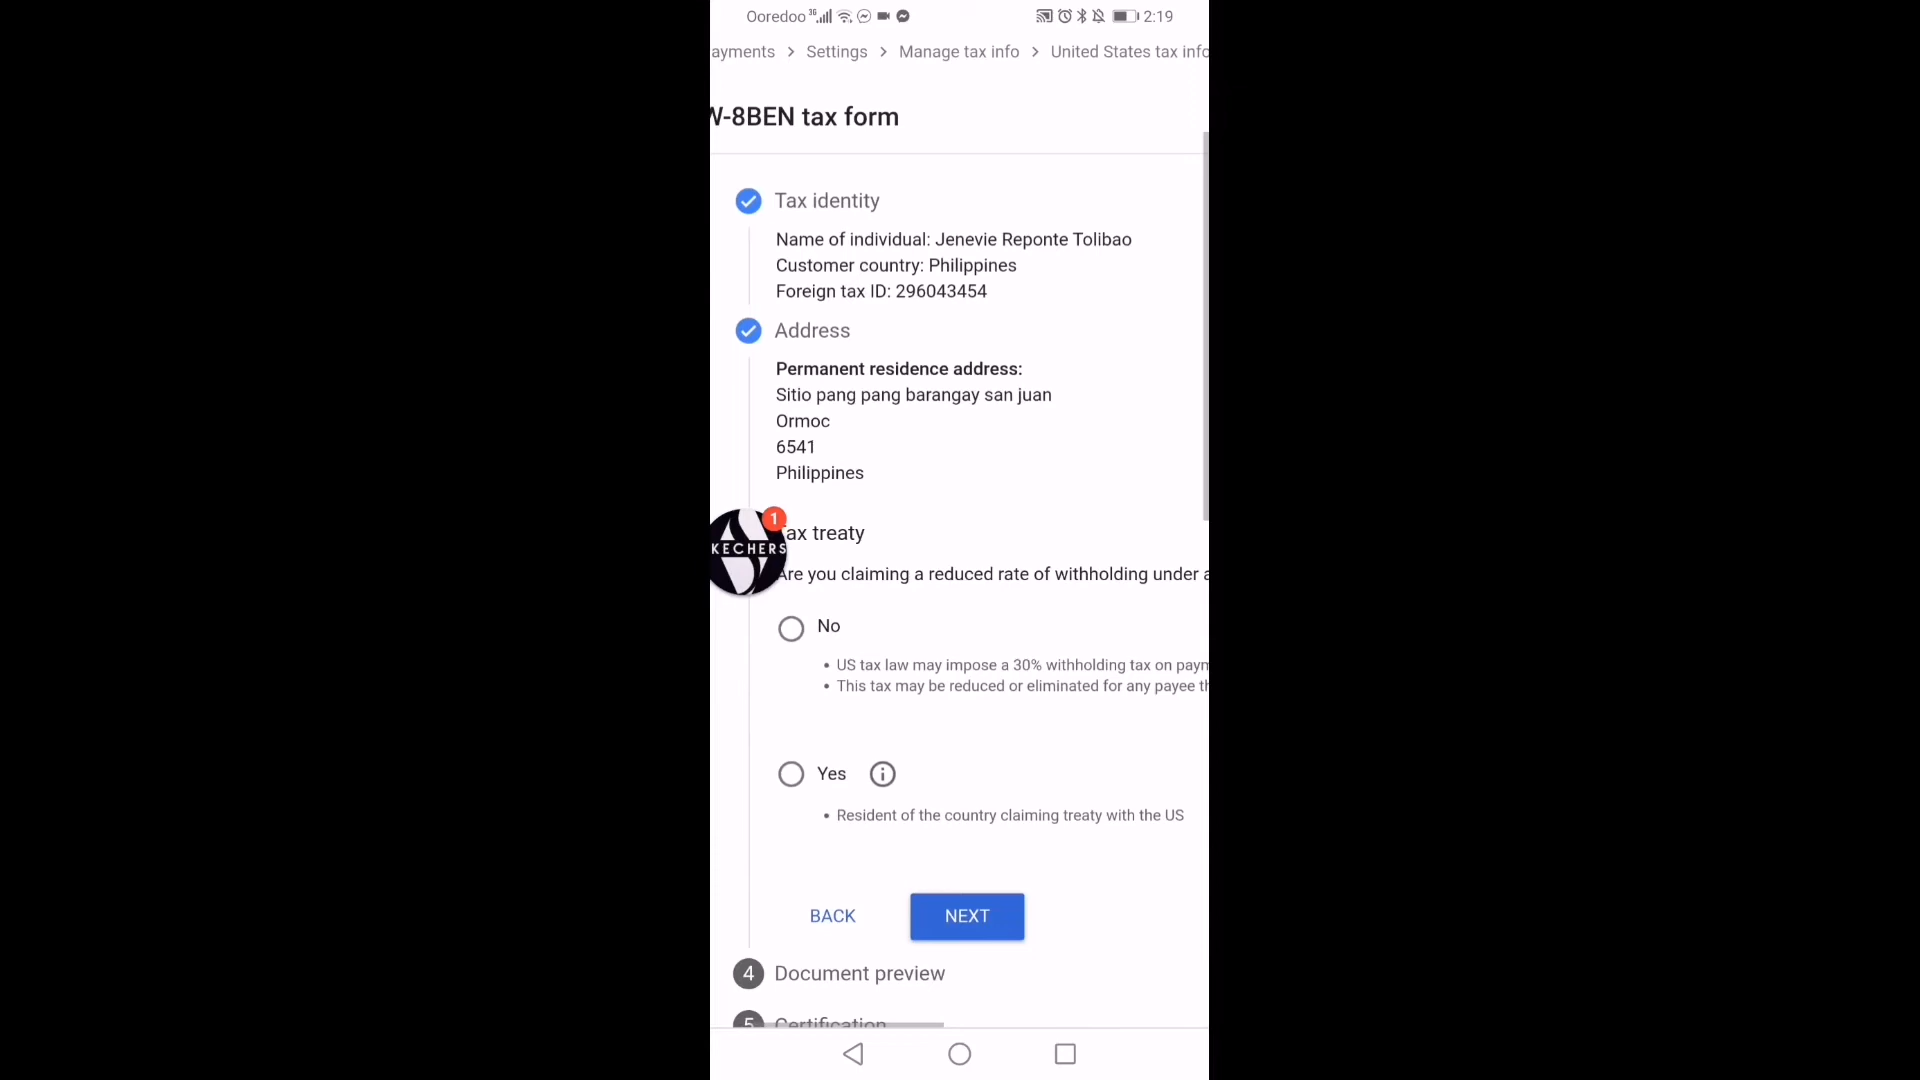 Ooredoo 3G 2:19
ayments > Settings > Manage tax info > United States tax info
W-8BEN tax form
Tax identity
Name of individual: Jenevie Reponte Tolibao
Customer country: Philippines
Foreign tax ID: 296043454
Address
Permanent residence address:
Sitio pang pang barangay san juan
Ormoc
6541
Philippines
1
ax treaty
KECHERS
Are you claiming a reduced rate of withholding under a
No
• US tax law may impose a 30% withholding tax on paym
• This tax may be reduced or eliminated for any payee th
Yes
• Resident of the country claiming treaty with the US
BACK NEXT
4 Document preview
5 Certification